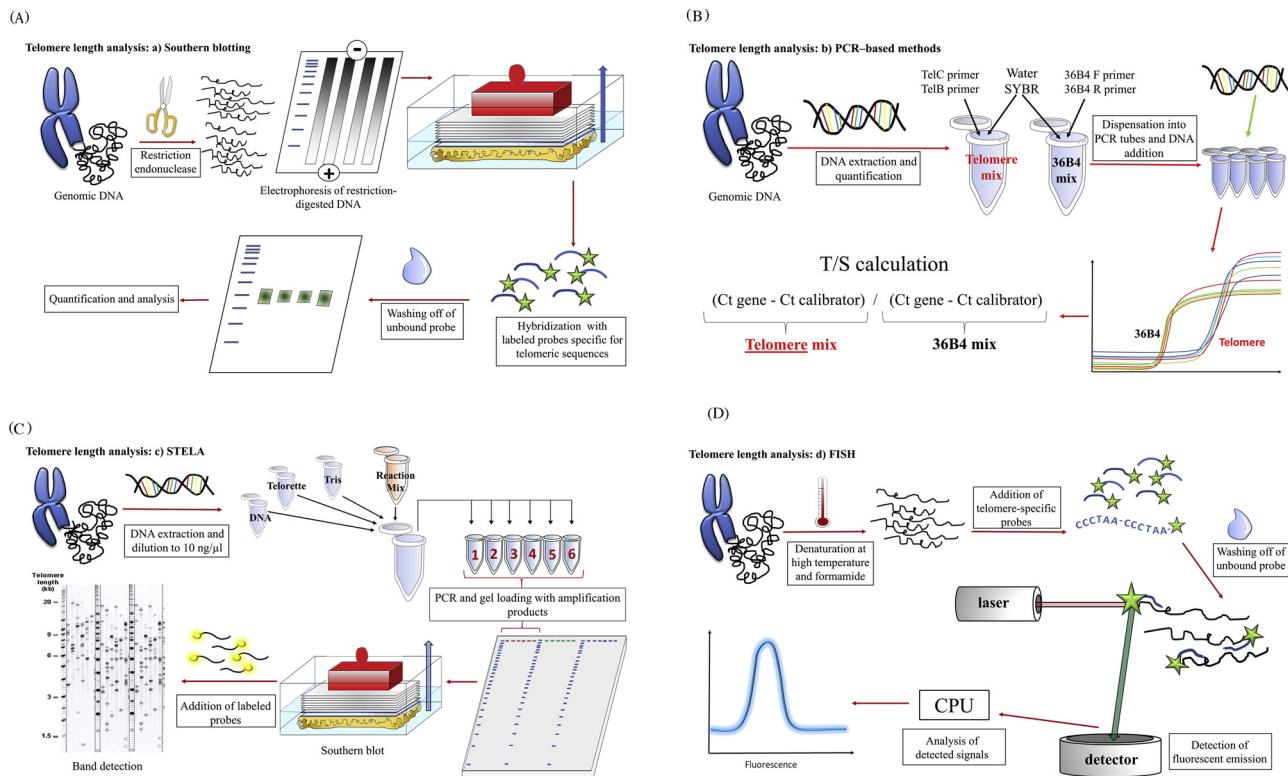 (A)
Telomere length analysis: a) Southern blotting
Genomic DNA
Restriction
endonuclease
-
+
Electrophoresis of restriction-
digested DNA
Hybridization with
labeled probes specific for
telomeric sequences
Washing off of
unbound probe
Quantification and analysis
(B)
Telomere length analysis: b) PCR–based methods
Genomic DNA
DNA extraction and
quantification
TelC primer
TelB primer
Water
SYBR
36B4 F primer
36B4 R primer
Telomere
mix
36B4
mix
Dispensation into
PCR tubes and DNA
addition
36B4
Telomere
T/S calculation
(Ct gene - Ct calibrator) / (Ct gene - Ct calibrator)
Telomere mix
36B4 mix
(C)
Telomere length analysis: c) STELA
DNA extraction and
dilution to 10 ng/µl
DNA
Telorette
Tris
Reaction
Mix
1 2 3 4 5 6
PCR and gel loading with amplification
products
Southern blot
Addition of labeled
probes
Telomere
length
(kb)
20
9
6
3
1.5
Band detection
(D)
Telomere length analysis: d) FISH
Genomic DNA
Denaturation at
high temperature
and formamide
Addition of
telomere-specific
probes
CCCTAA-CCCTAA
Washing off of
unbound probe
laser
detector
Detection of
fluorescent emission
CPU
Analysis of
detected signals
Fluorescence